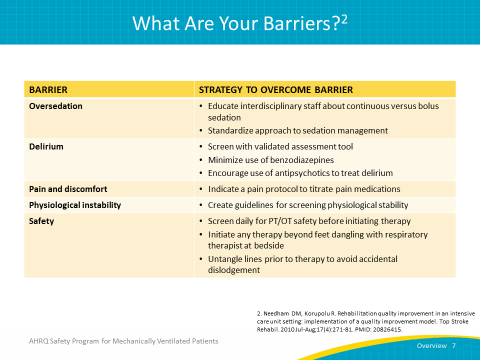 What Are Your Barriers?2
BARRIER
STRATEGY TO OVERCOME BARRIER
Oversedation
• Educate interdisciplinary staff about continuous versus bolus
sedation
• Standardize approach to sedation management
Delirium
• Screen with validated assessment tool
• Minimize use of benzodiazepines
• Encourage use of antipsychotics to treat delirium
Pain and discomfort
• Indicate a pain protocol to titrate pain medications
Physiological instability
• Create guidelines for screening physiological stability
Safety
• Screen daily for PT/OT safety before initiating therapy
• Initiate any therapy beyond feet dangling with respiratory
therapist at bedside
• Untangle lines prior to therapy to avoid accidental
dislodgement
2. Needham DM, Korupolu R. Rehabilitation quality improvement in an intensive
care unit setting: implementation of a quality improvement model. Top Stroke
Rehabil. 2010 Jul-Aug;17(4):271-81. PMID: 20826415.
AHRQ Safety Program for Mechanically Ventilated Patients
Overview 7